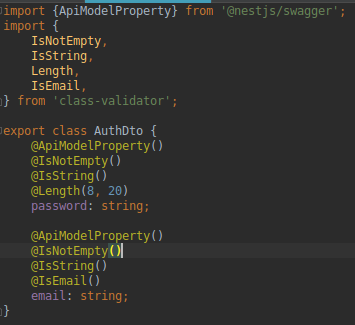 import {ApiModelProperty} from '@nestjs/swagger';
import {
    IsNotEmpty,
    IsString,
    Length,
    IsEmail,
} from 'class-validator';

export class AuthDto {
    @ApiModelProperty()
    @IsNotEmpty()
    @IsString()
    @Length(8, 20)
    password: string;

    @ApiModelProperty()
    @IsNotEmpty()
    @IsString()
    @IsEmail()
    email: string;
}